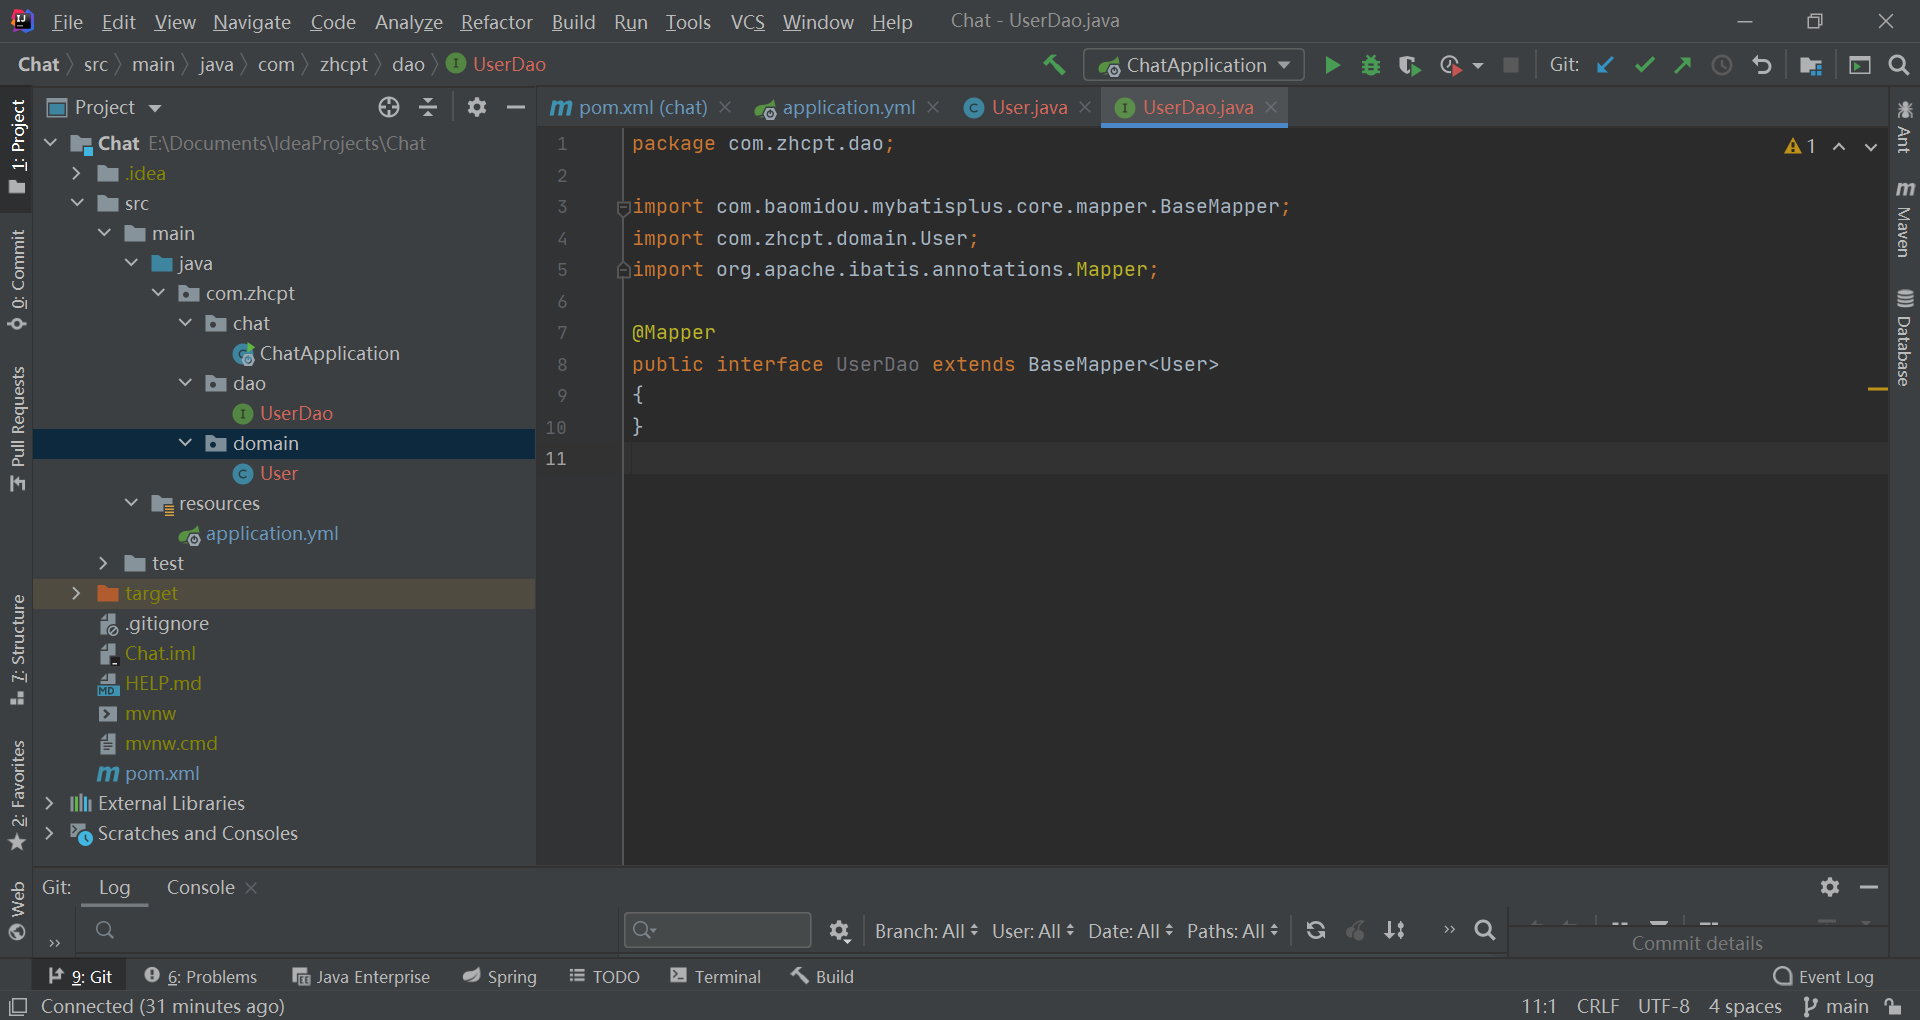 File Edit View Navigate Code Analyze Refactor Build Run Tools VCS Window Help Chat - UserDao.java
Chat src main java com zhcpt dao I UserDao ChatApplication Git:
1: Project
0: Commit
Pull Requests
7: Structure
2: Favorites
Web
Project
Chat E:\Documents\IdeaProjects\Chat
.idea
src
main
java
com.zhcpt
chat
ChatApplication
dao
I UserDao
domain
C User
resources
application.yml
test
target
.gitignore
Chat.iml
HELP.md
mvnw
mvnw.cmd
m pom.xml
External Libraries
Scratches and Consoles
m pom.xml (chat) application.yml C User.java I UserDao.java
1 package com.zhcpt.dao;
2
3 import com.baomidou.mybatisplus.core.mapper.BaseMapper;
4 import com.zhcpt.domain.User;
5 import org.apache.ibatis.annotations.Mapper;
6
7 @Mapper
8 public interface UserDao extends BaseMapper<User>
9 {
10 }
11
1
Ant
m Maven
Database
Git: Log Console
Branch: All User: All Date: All Paths: All
Commit details
9: Git 6: Problems Java Enterprise Spring TODO Terminal Build Event Log
Connected (31 minutes ago) 11:1 CRLF UTF-8 4 spaces main